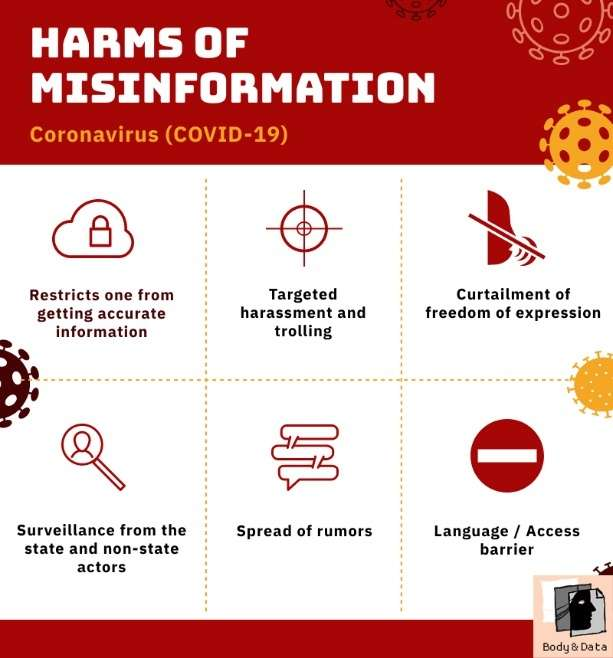 HARMS OF
MISINFORMATION
Coronavirus (COVID-19)
Restricts one from
getting accurate
information
Targeted
harassment and
trolling
Curtailment of
freedom of expression
Surveillance from the
state and non-state
actors
Spread of rumors
Language / Access
barrier
Body & Data